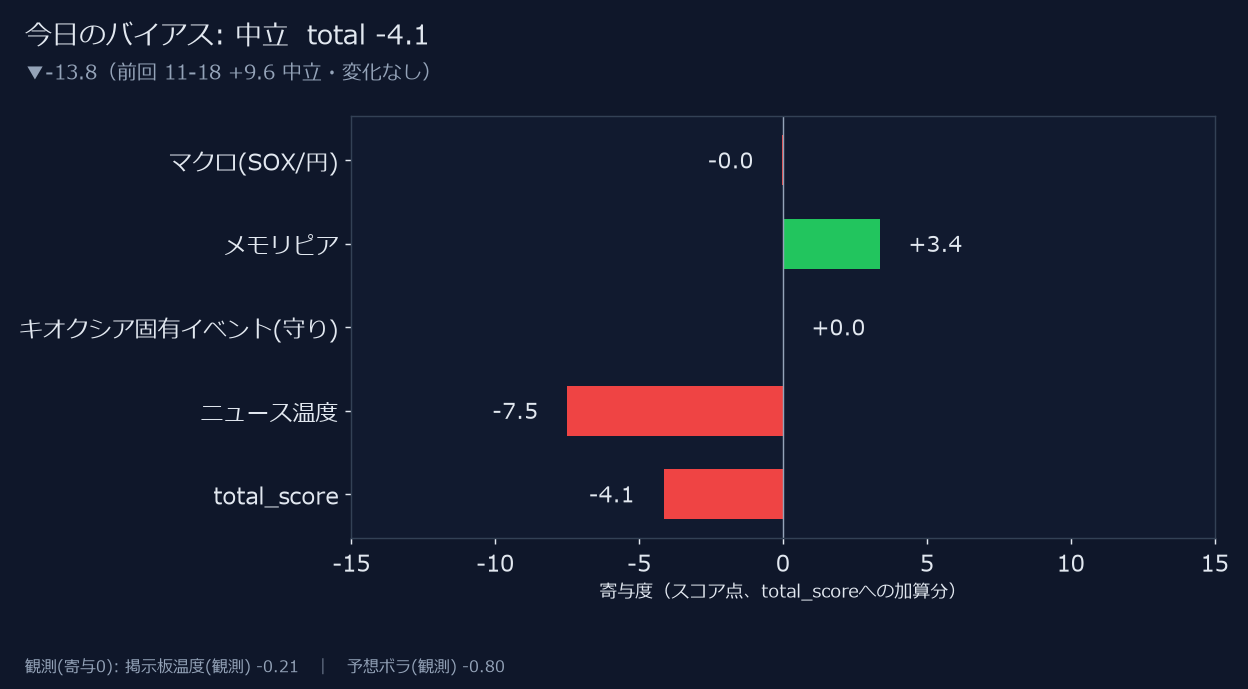 今日のバイアス: 中立 total -4.1
▼-13.8（前回 11-18 +9.6 中立・変化なし）
マクロ(SOX/円)
-0.0
メモリピア
+3.4
キオクシア固有イベント(守り)
+0.0
ニュース温度
-7.5
total_score
-4.1
-15 -10 -5 0 5 10 15
寄与度（スコア点、total_scoreへの加算分）
観測(寄与0): 掲示板温度(観測) -0.21 ｜ 予想ボラ(観測) -0.80